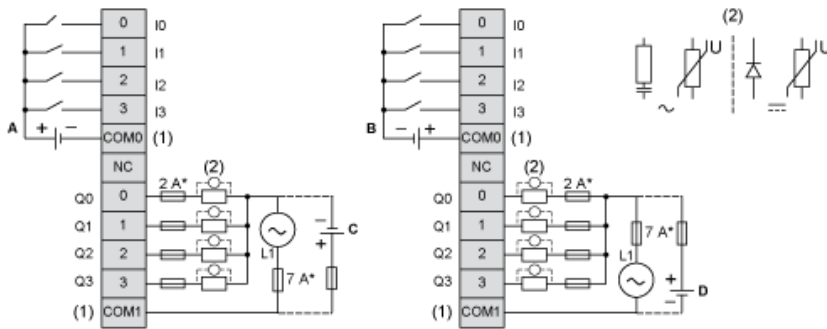 0 I0
1 I1
2 I2
3 I3
A + − COM0 (1)
NC
(2)
Q0 0 2 A*
Q1 1
Q2 2
Q3 3
L1 7 A*
− + C
(1) COM1
0 I0
1 I1
2 I2
3 I3
B − + COM0 (1)
NC
(2)
Q0 0 2 A*
Q1 1
Q2 2
Q3 3
7 A*
L1 + − D
(1) COM1
(2)
U U